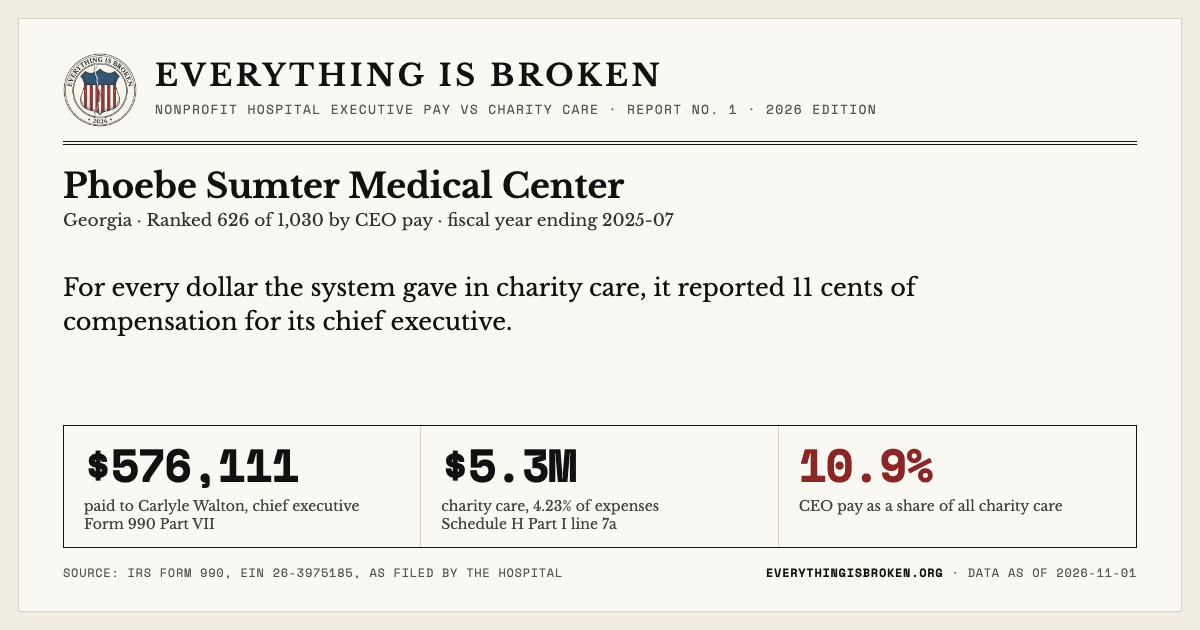 EVERYTHING IS BROKEN
2026
EVERYTHING IS BROKEN
NONPROFIT HOSPITAL EXECUTIVE PAY VS CHARITY CARE · REPORT NO. 1 · 2026 EDITION
Phoebe Sumter Medical Center
Georgia · Ranked 626 of 1,030 by CEO pay · fiscal year ending 2025-07
For every dollar the system gave in charity care, it reported 11 cents of
compensation for its chief executive.
$576,111
paid to Carlyle Walton, chief executive
Form 990 Part VII
$5.3M
charity care, 4.23% of expenses
Schedule H Part I line 7a
10.9%
CEO pay as a share of all charity care
SOURCE: IRS FORM 990, EIN 26-3975185, AS FILED BY THE HOSPITAL
EVERYTHINGISBROKEN.ORG · DATA AS OF 2026-11-01